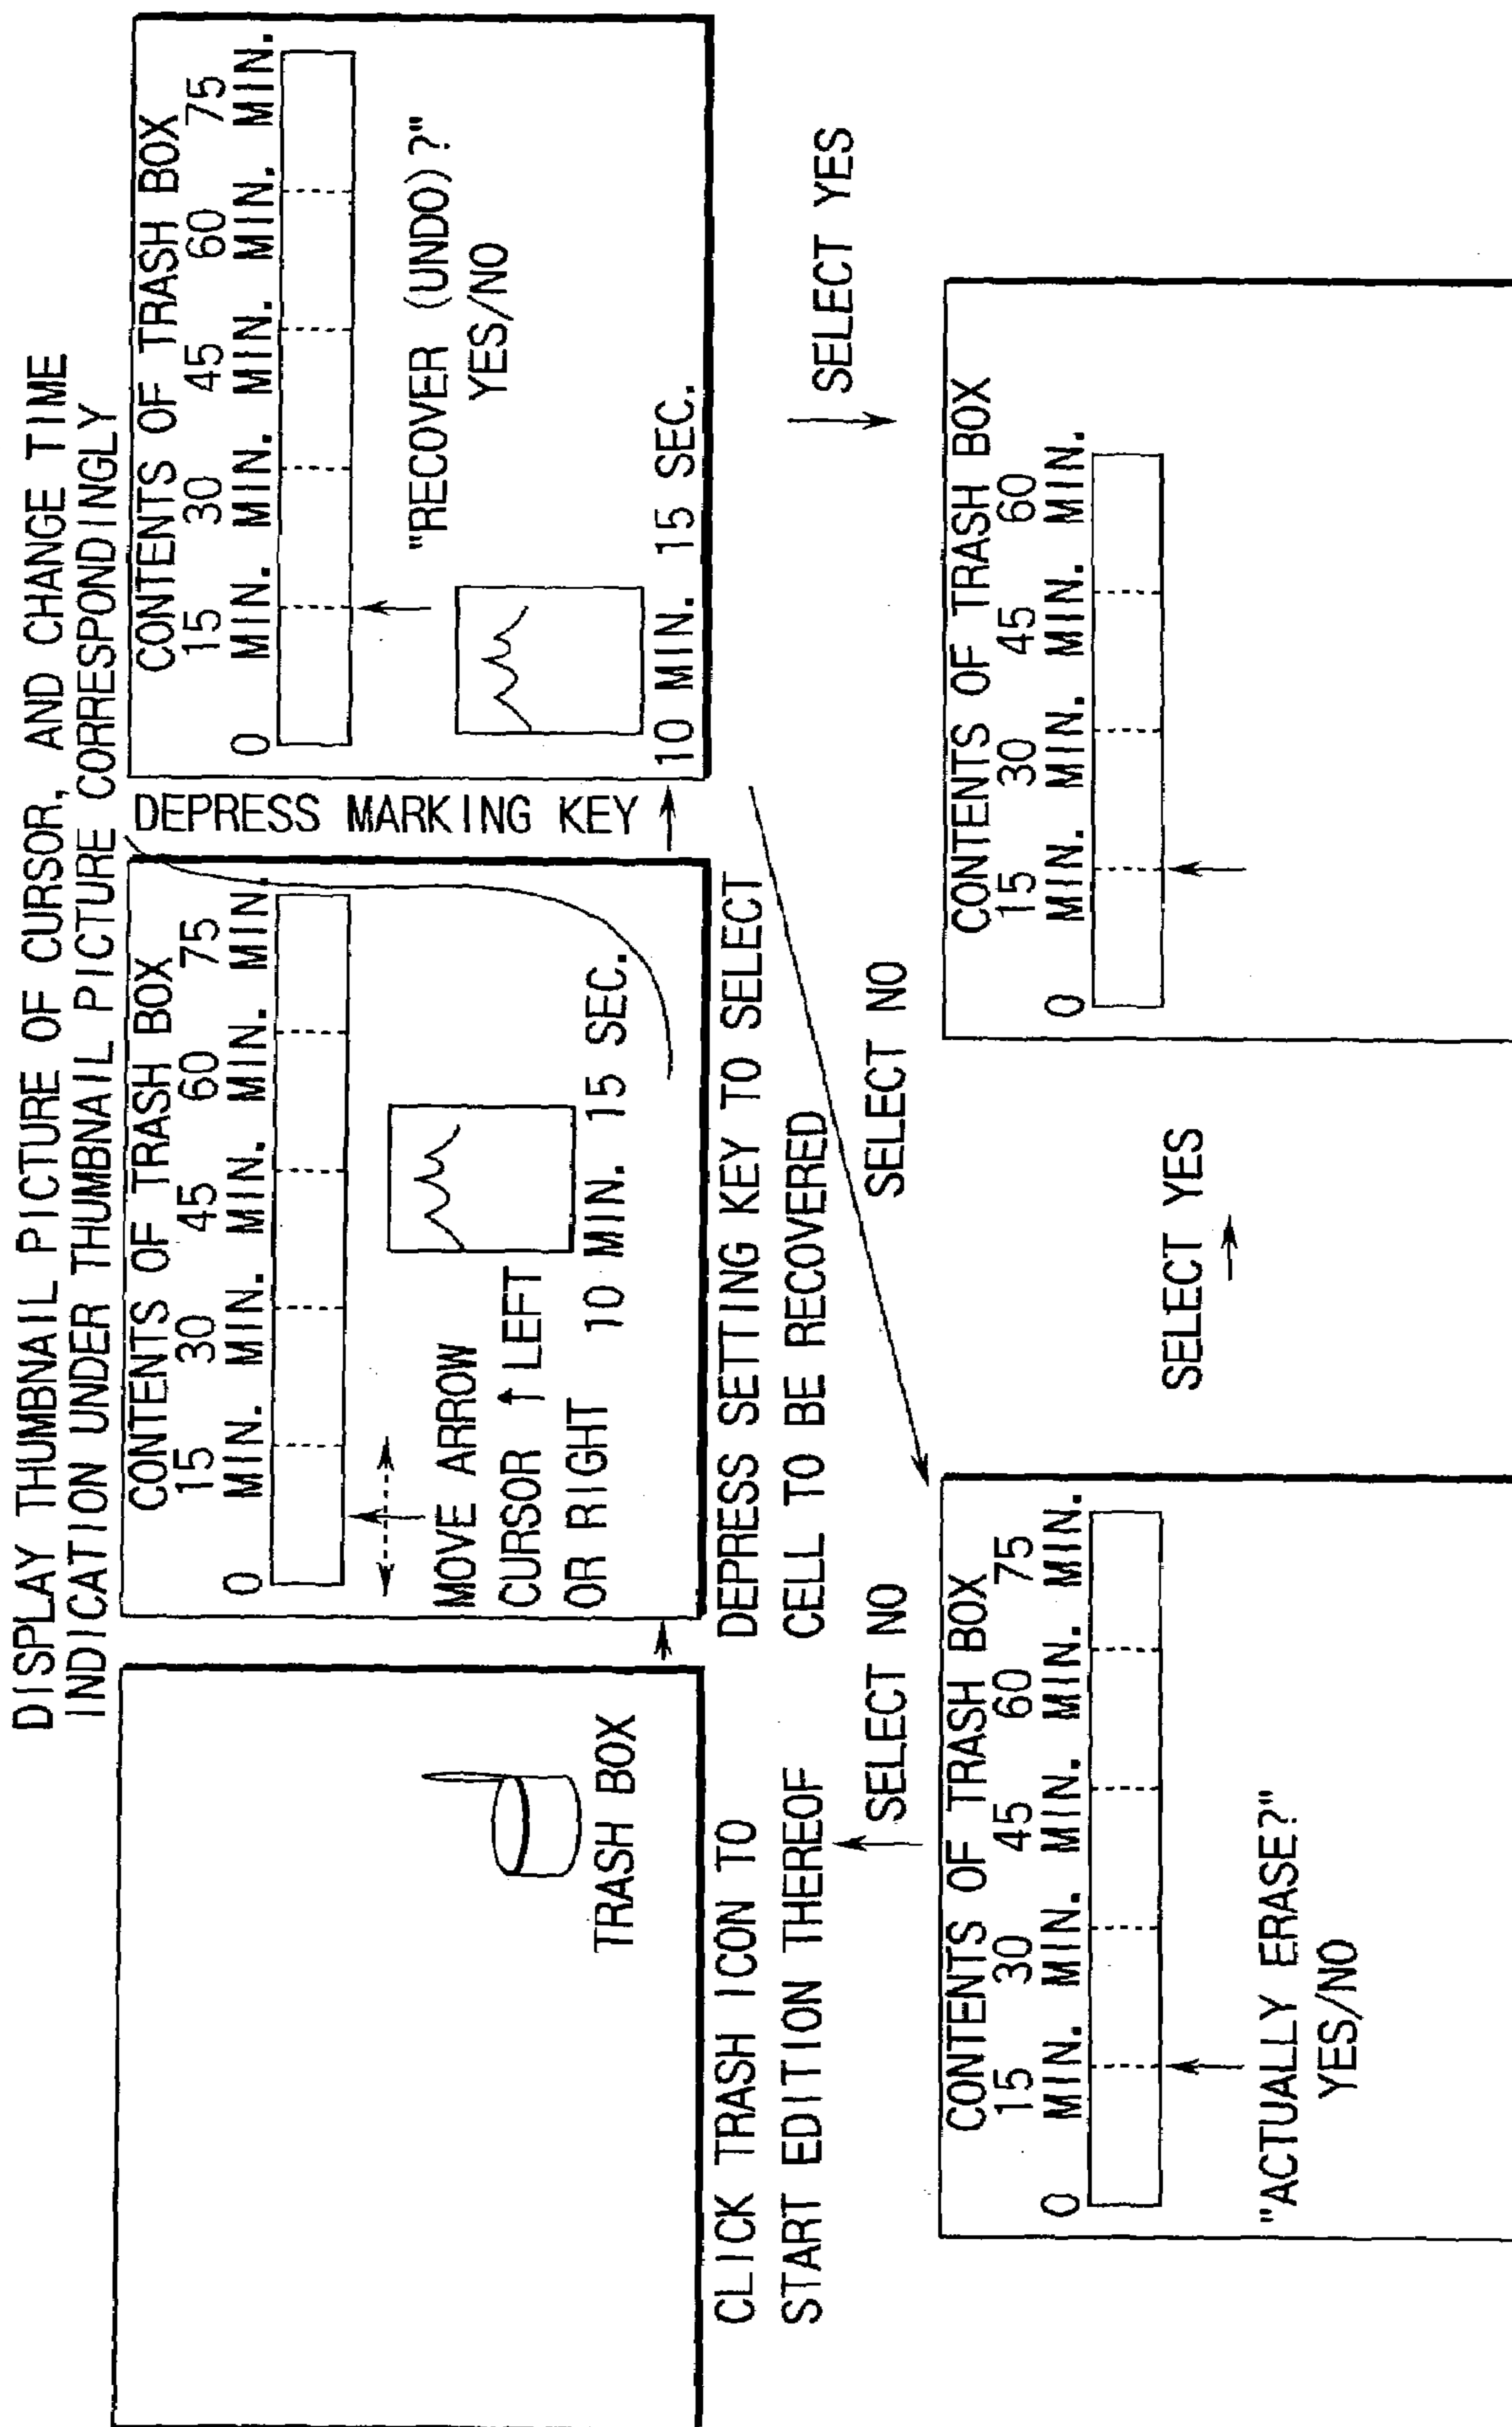 DISPLAY THUMBNAIL PICTURE OF CURSOR, AND CHANGE TIME
INDICATION UNDER THUMBNAIL PICTURE CORRESPONDINGLY
TRASH BOX
CLICK TRASH ICON TO
START EDITION THEREOF
CONTENTS OF TRASH BOX
15 30 45 60 75
0 MIN. MIN. MIN. MIN. MIN.
MOVE ARROW
CURSOR ↑ LEFT
OR RIGHT
10 MIN. 15 SEC.
DEPRESS SETTING KEY TO SELECT
CELL TO BE RECOVERED
DEPRESS MARKING KEY
CONTENTS OF TRASH BOX
15 30 45 60 75
0 MIN. MIN. MIN. MIN. MIN.
"RECOVER (UNDO)?"
YES/NO
10 MIN. 15 SEC.
SELECT NO
SELECT NO
SELECT YES
CONTENTS OF TRASH BOX
15 30 45 60 75
0 MIN. MIN. MIN. MIN. MIN.
"ACTUALLY ERASE?"
YES/NO
SELECT YES
CONTENTS OF TRASH BOX
15 30 45 60
0 MIN. MIN. MIN. MIN.